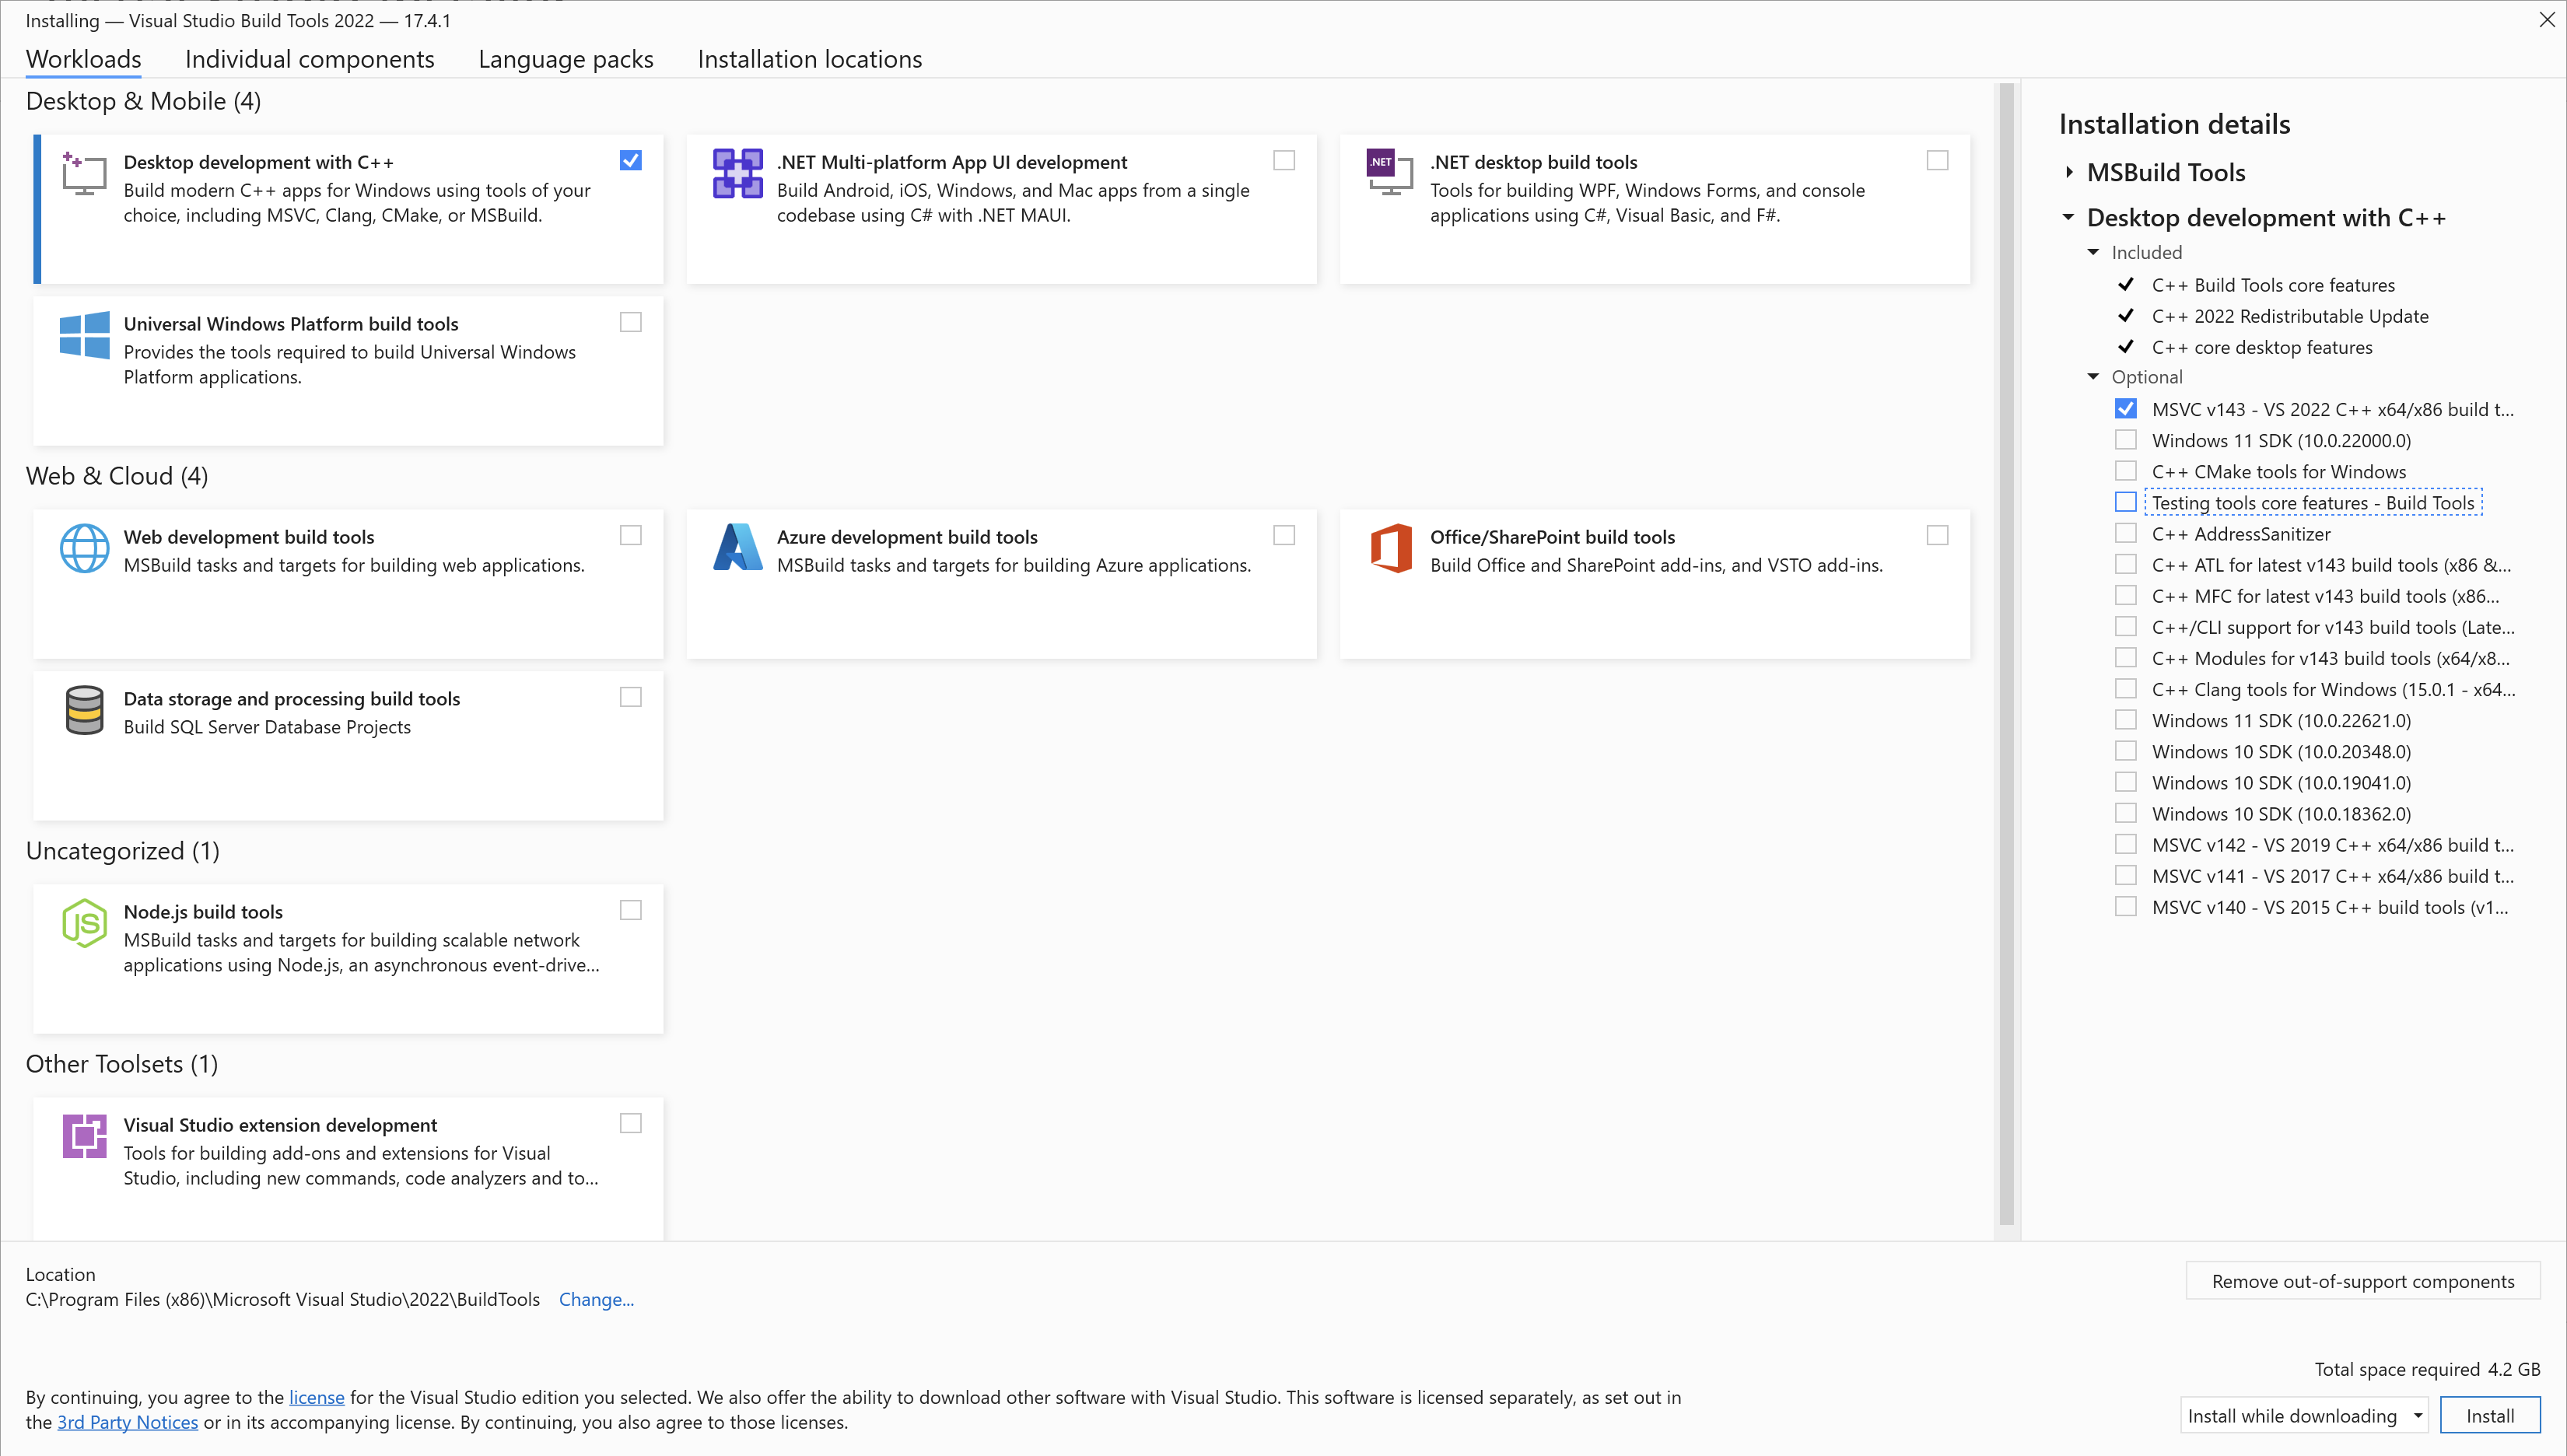 Installing — Visual Studio Build Tools 2022 — 17.4.1
Workloads
Individual components
Language packs
Installation locations
Desktop & Mobile (4)
Desktop development with C++
Build modern C++ apps for Windows using tools of your
choice, including MSVC, Clang, CMake, or MSBuild.
.NET Multi-platform App UI development
Build Android, iOS, Windows, and Mac apps from a single
codebase using C# with .NET MAUI.
.NET
.NET desktop build tools
Tools for building WPF, Windows Forms, and console
applications using C#, Visual Basic, and F#.
Universal Windows Platform build tools
Provides the tools required to build Universal Windows
Platform applications.
Web & Cloud (4)
Web development build tools
MSBuild tasks and targets for building web applications.
Azure development build tools
MSBuild tasks and targets for building Azure applications.
Office/SharePoint build tools
Build Office and SharePoint add-ins, and VSTO add-ins.
Data storage and processing build tools
Build SQL Server Database Projects
Uncategorized (1)
JS
Node.js build tools
MSBuild tasks and targets for building scalable network
applications using Node.js, an asynchronous event-drive...
Other Toolsets (1)
Visual Studio extension development
Tools for building add-ons and extensions for Visual
Studio, including new commands, code analyzers and to...
Installation details
MSBuild Tools
Desktop development with C++
Included
C++ Build Tools core features
C++ 2022 Redistributable Update
C++ core desktop features
Optional
MSVC v143 - VS 2022 C++ x64/x86 build t...
Windows 11 SDK (10.0.22000.0)
C++ CMake tools for Windows
Testing tools core features - Build Tools
C++ AddressSanitizer
C++ ATL for latest v143 build tools (x86 &...
C++ MFC for latest v143 build tools (x86...
C++/CLI support for v143 build tools (Late...
C++ Modules for v143 build tools (x64/x8...
C++ Clang tools for Windows (15.0.1 - x64...
Windows 11 SDK (10.0.22621.0)
Windows 10 SDK (10.0.20348.0)
Windows 10 SDK (10.0.19041.0)
Windows 10 SDK (10.0.18362.0)
MSVC v142 - VS 2019 C++ x64/x86 build t...
MSVC v141 - VS 2017 C++ x64/x86 build t...
MSVC v140 - VS 2015 C++ build tools (v1...
Location
C:\Program Files (x86)\Microsoft Visual Studio\2022\BuildTools Change...
Remove out-of-support components
Total space required 4.2 GB
By continuing, you agree to the license for the Visual Studio edition you selected. We also offer the ability to download other software with Visual Studio. This software is licensed separately, as set out in
the 3rd Party Notices or in its accompanying license. By continuing, you also agree to those licenses.
Install while downloading
Install